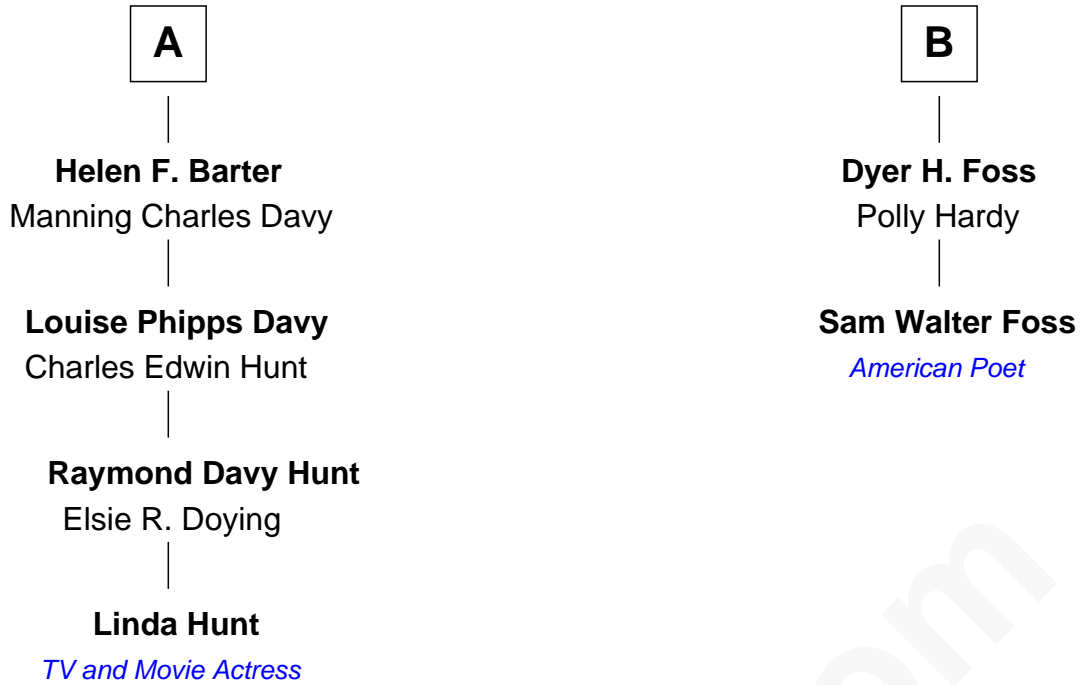 A
Helen F. Barter
Manning Charles Davy
Louise Phipps Davy
Charles Edwin Hunt
Raymond Davy Hunt
Elsie R. Doying
Linda Hunt
TV and Movie Actress
B
Dyer H. Foss
Polly Hardy
Sam Walter Foss
American Poet
om